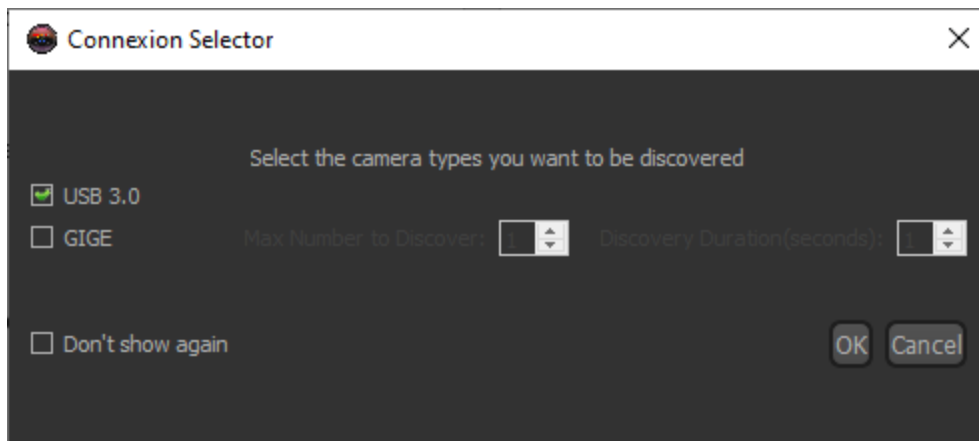 Connexion Selector
Select the camera types you want to be discovered
USB 3.0
GIGE Max Number to Discover: 1 Discovery Duration(seconds): 1
Don't show again OK Cancel